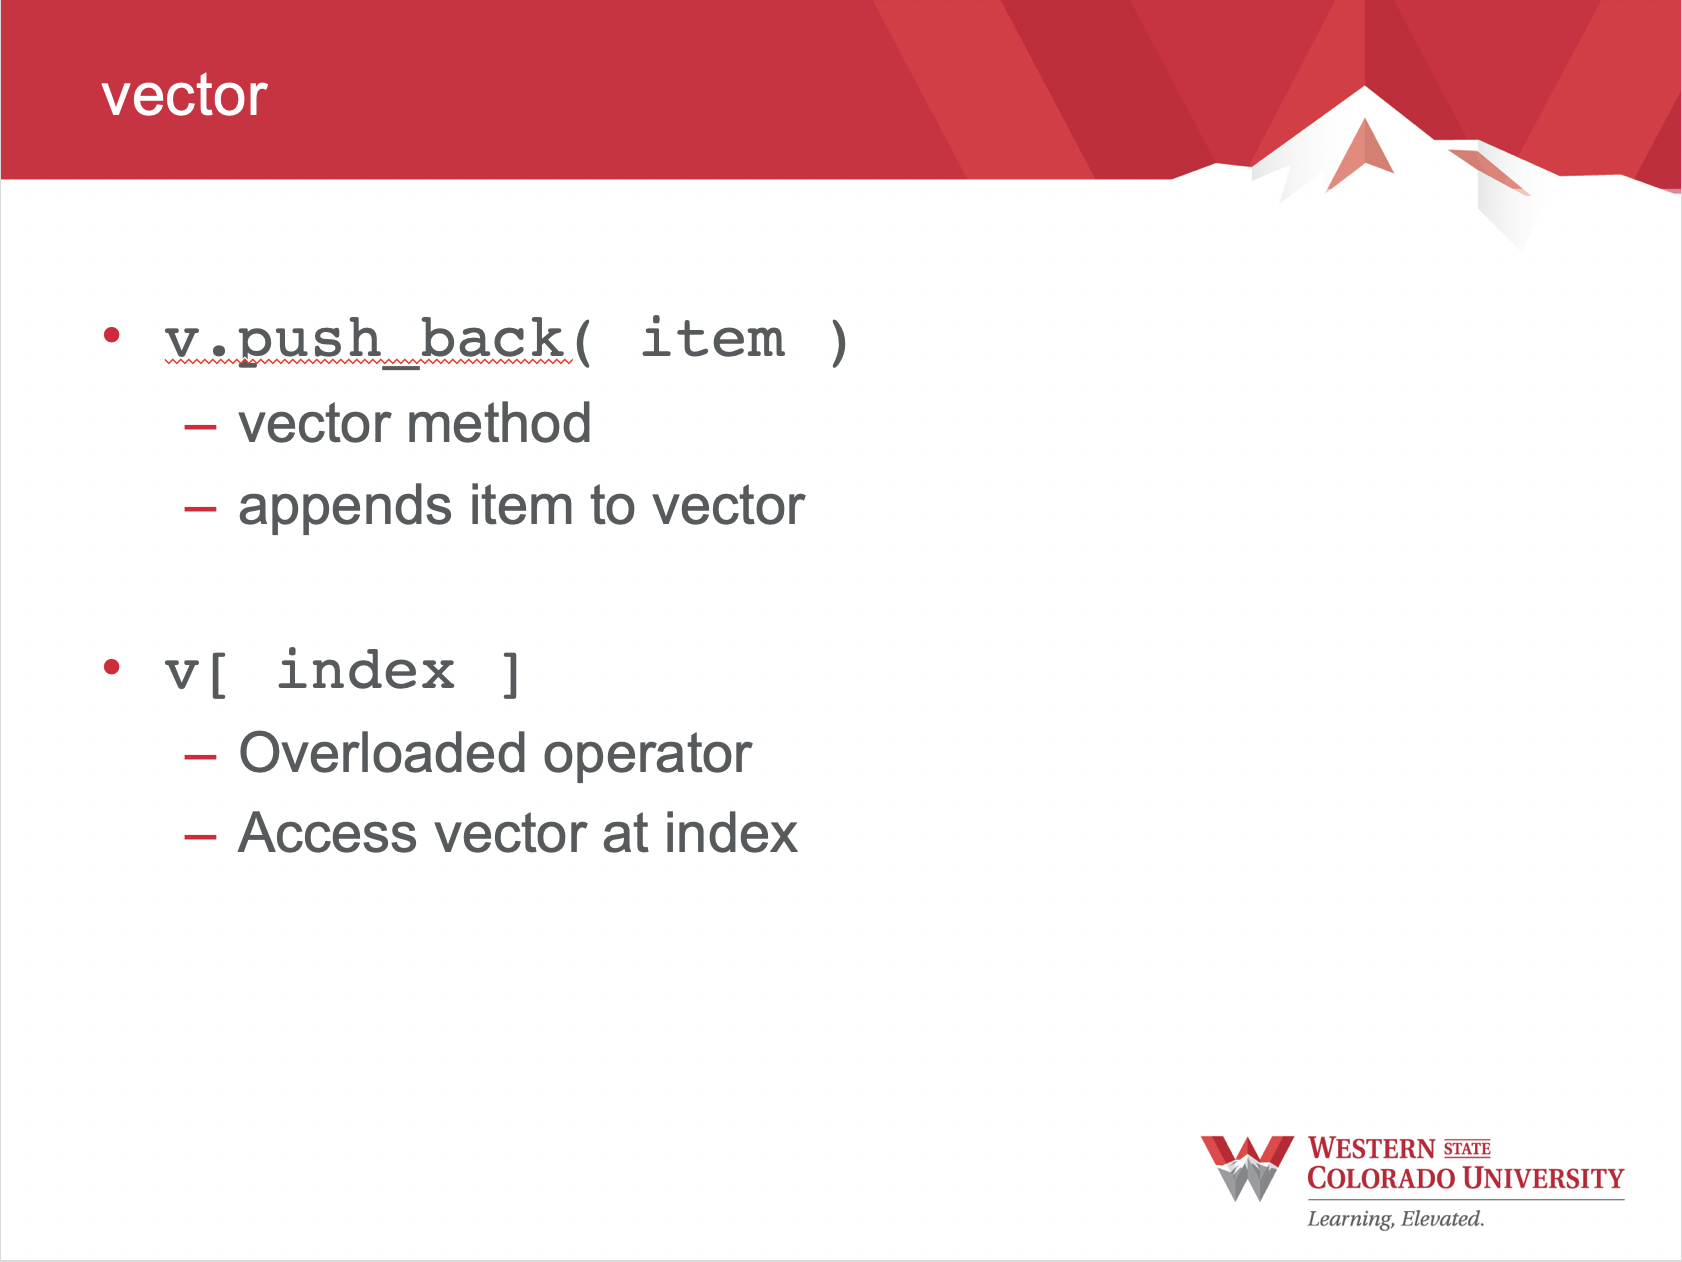 vector
• v.push_back( item )
– vector method
– appends item to vector
• v[ index ]
– Overloaded operator
– Access vector at index
WESTERN STATE
COLORADO UNIVERSITY
Learning, Elevated.